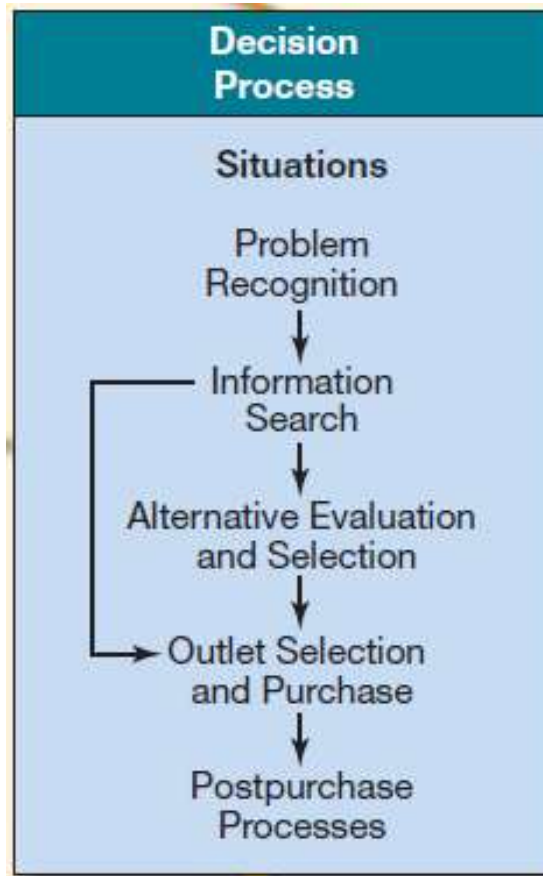 Decision
Process
Situations
Problem
Recognition
Information
Search
Alternative Evaluation
and Selection
Outlet Selection
and Purchase
Postpurchase
Processes